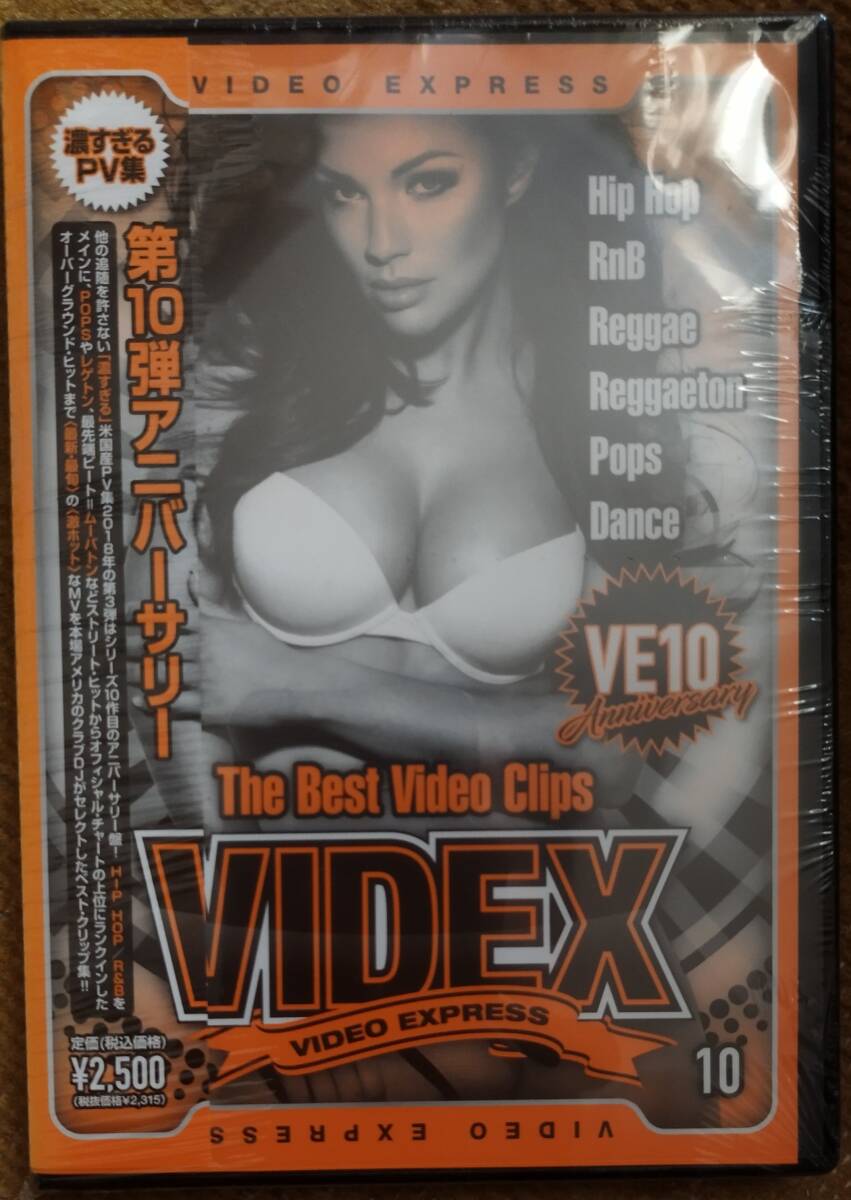 VIDEO EXPRESS
濃すぎる
PV集
第10弾アニバーサリー
他の追随を許さない「濃すぎる」米国産PV集2018年の第3弾はシリーズ10作目のアニバーサリー盤! HIP HOP R&Bを
メインに、POPSやレゲトン、最先端ビート=ムーバトンなどストリート・ヒットからオフィシャル・チャートの上位にランクインした
オーバーグラウンド・ヒットまで〈最新・最旬〉の〈激ホット〉なMVを本場アメリカのクラブDJがセレクトしたベスト・クリップ集!!
定価(税込価格)
¥2,500
(税抜価格¥2,315)
Hip Hop
RnB
Reggae
Reggaeton
Pops
Dance
VE10
Anniversary
The Best Video Clips
VIDEX
VIDEO EXPRESS
10
VIDEO EXPRESS